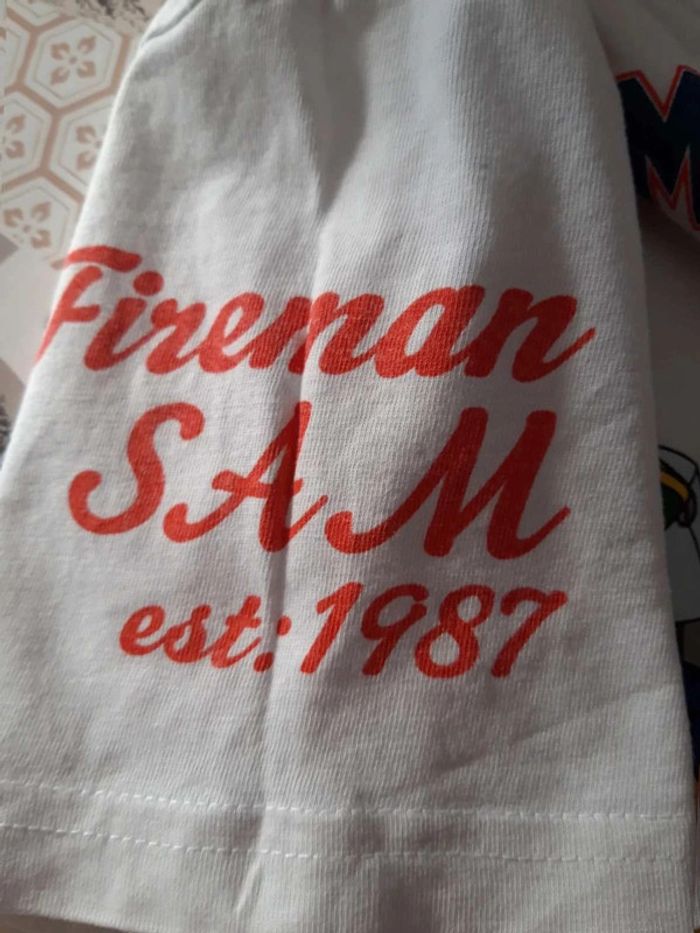 Fireman
SAM
est:1987
M